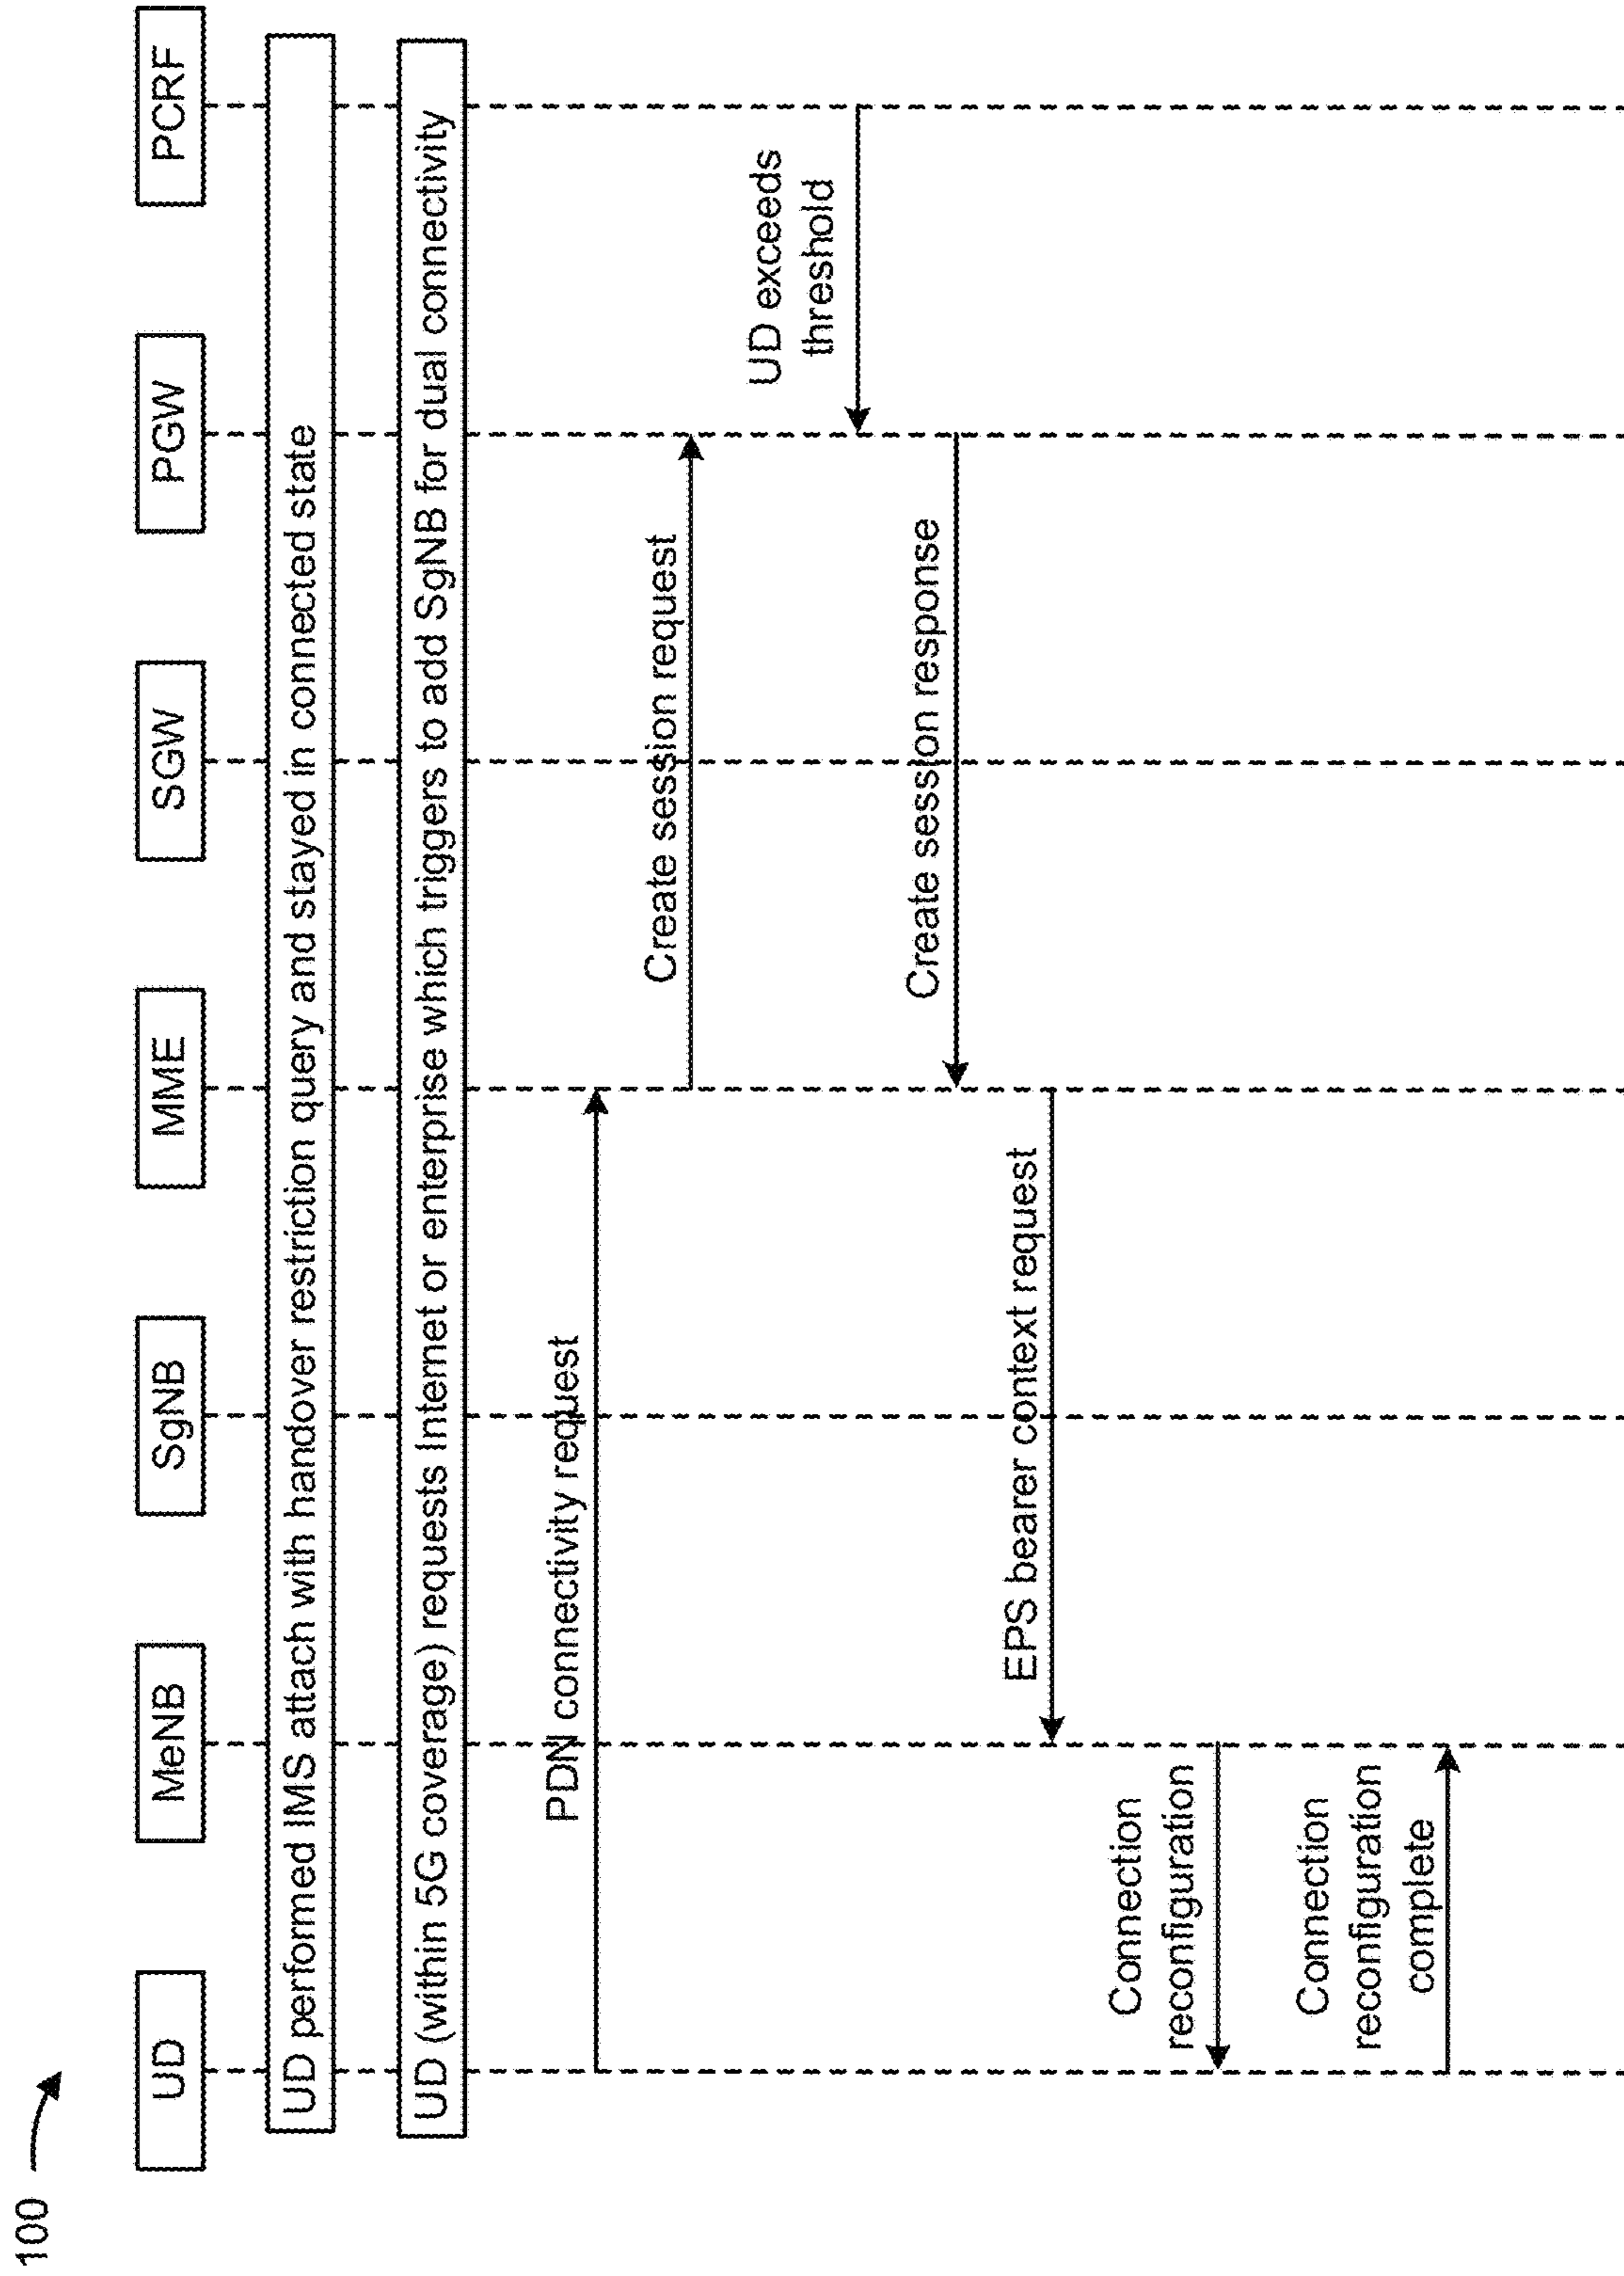 100
UD
MeNB
SgNB
MME
SGW
PGW
PCRF
UD performed IMS attach with handover restriction query and stayed in connected state
UD (within 5G coverage) requests Internet or enterprise which triggers to add SgNB for dual connectivity
PDN connectivity request
Create session request
UD exceeds
threshold
Create session response
EPS bearer context request
Connection
reconfiguration
Connection
reconfiguration
complete